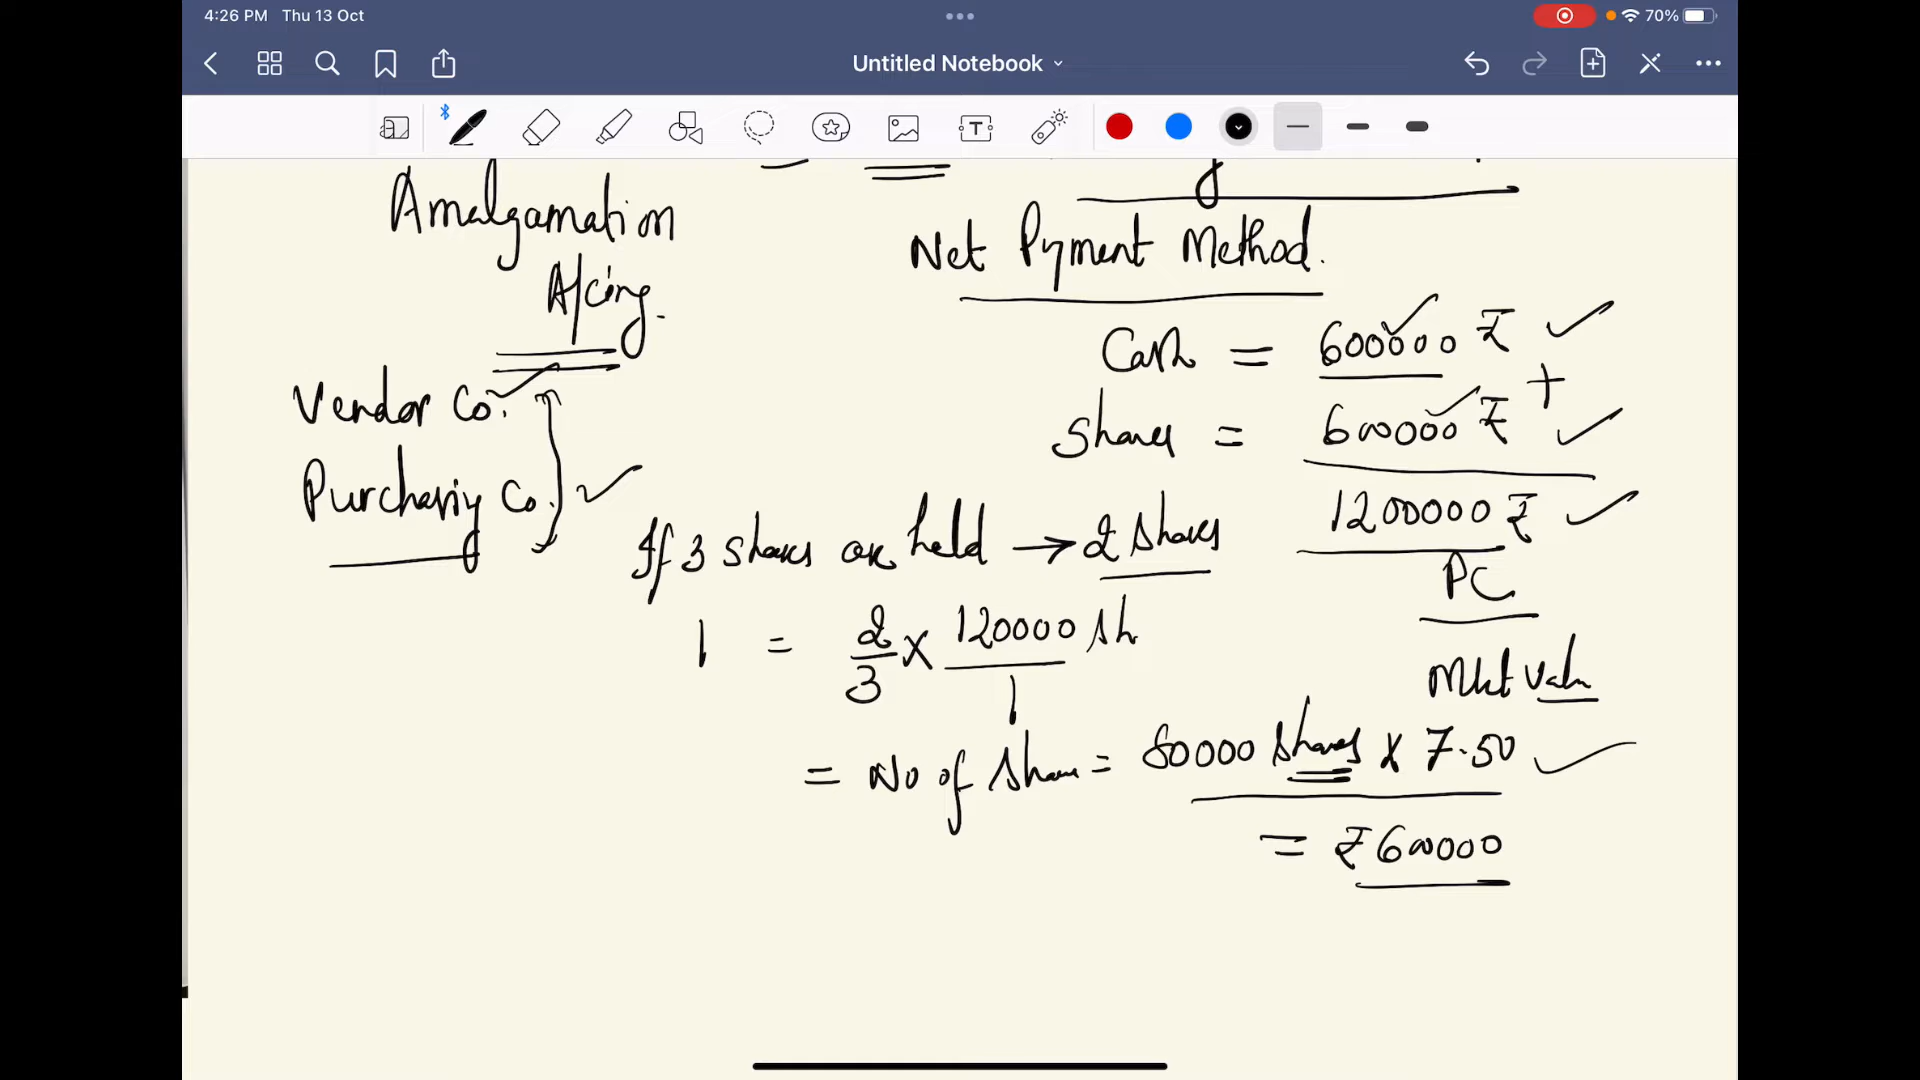 4:26 PM Thu 13 Oct
70%
Untitled Notebook
Amalgamation
A/cing.
Vendor Co.
Purchasiy Co.
Net Pyment Method.
Cash = 600000 ₹
+
Shares = 600000 ₹
1200000 ₹
PC
If 3 shares are held → 2 shares
1 = 2/3 x 120000 sh
1
Mkt Value
= No of Share = 80000 shares x 7.50
= ₹ 600000